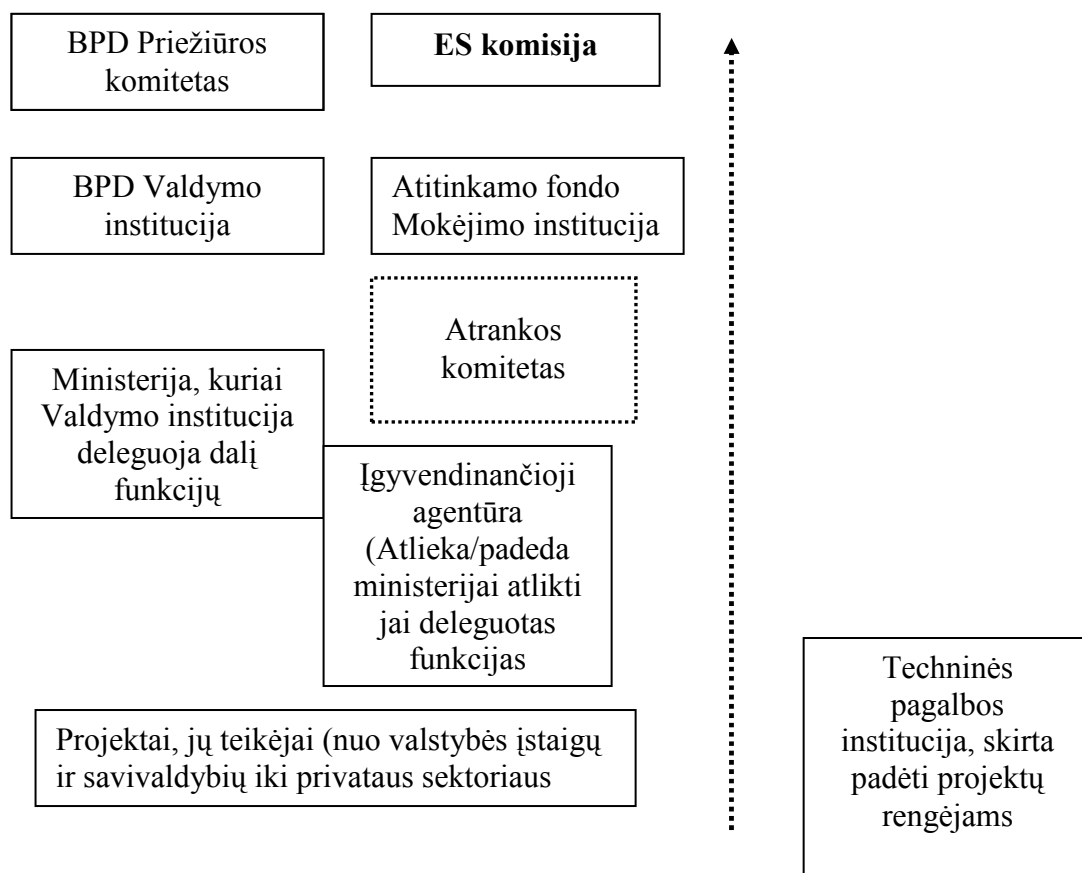 BPD Priežiūros
komitetas
ES komisija
BPD Valdymo
institucija
Atitinkamo fondo
Mokėjimo institucija
Atrankos
komitetas
Ministerija, kuriai
Valdymo institucija
deleguoja dalį
funkcijų
Įgyvendinančioji
agentūra
(Atlieka/padeda
ministerijai atlikti
jai deleguotas
funkcijas
Projektai, jų teikėjai (nuo valstybės įstaigų
ir savivaldybių iki privataus sektoriaus
Techninės
pagalbos
institucija, skirta
padėti projektų
rengėjams